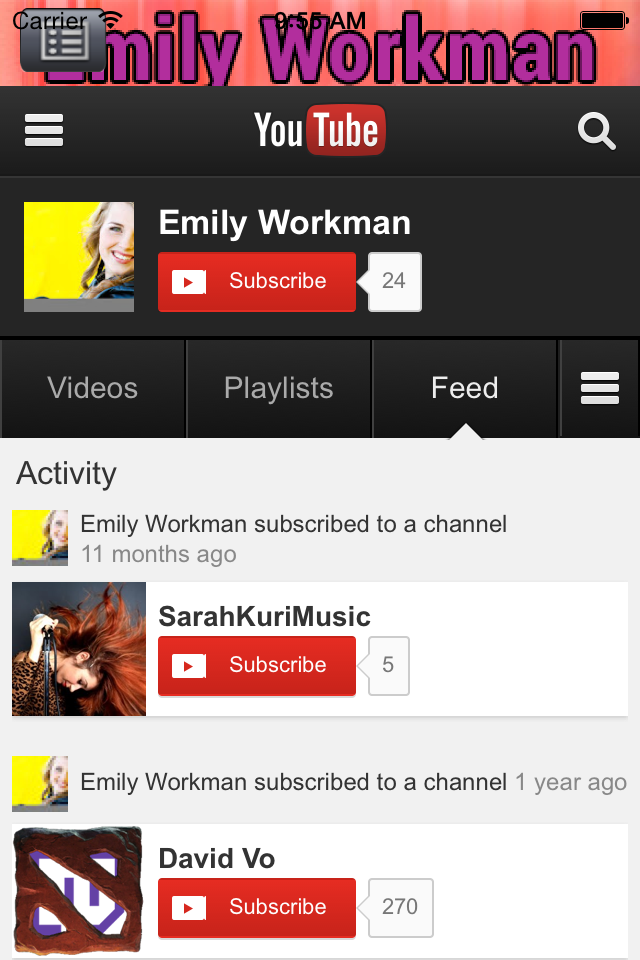 Carrier 9:55 AM
Emily Workman
YouTube
Emily Workman
Subscribe 24
Videos Playlists Feed
Activity
Emily Workman subscribed to a channel
11 months ago
SarahKuriMusic
Subscribe 5
Emily Workman subscribed to a channel 1 year ago
David Vo
Subscribe 270